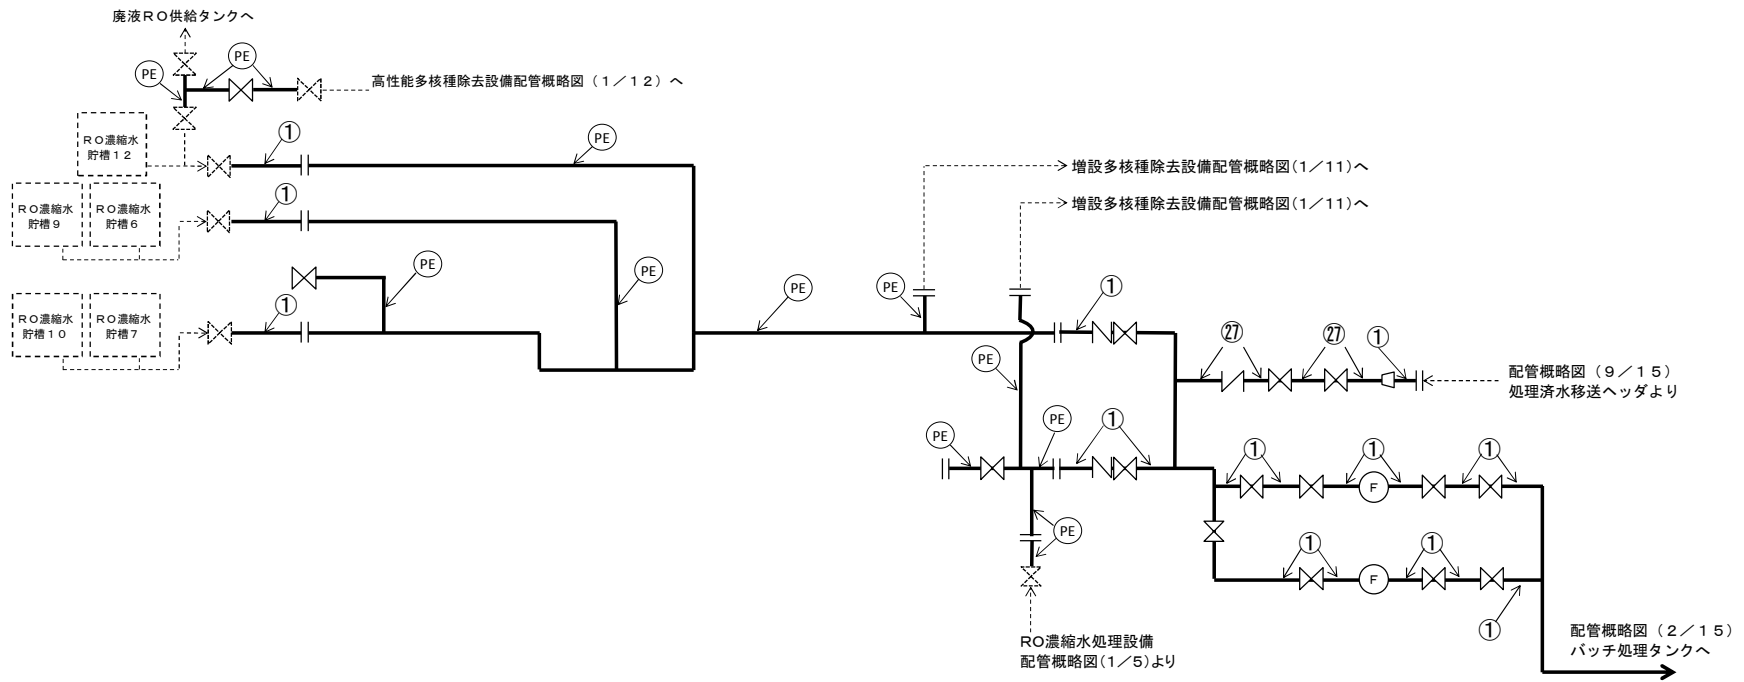 廃液ＲＯ供給タンクへ
PE
PE
高性能多核種除去設備配管概略図（１／１２）へ
ＲＯ濃縮水
貯槽１２
①
PE
増設多核種除去設備配管概略図(1／11)へ
ＲＯ濃縮水
貯槽９
ＲＯ濃縮水
貯槽６
①
増設多核種除去設備配管概略図(1／11)へ
PE
PE
PE
PE
①
ＲＯ濃縮水
貯槽１０
ＲＯ濃縮水
貯槽７
①
㉗
㉗
①
PE
配管概略図（９／１５）
処理済水移送ヘッダより
PE
PE
①
①
①
①
F
PE
①
①
F
①
RO濃縮水処理設備
配管概略図(1／5)より
配管概略図（２／１５）
バッチ処理タンクへ